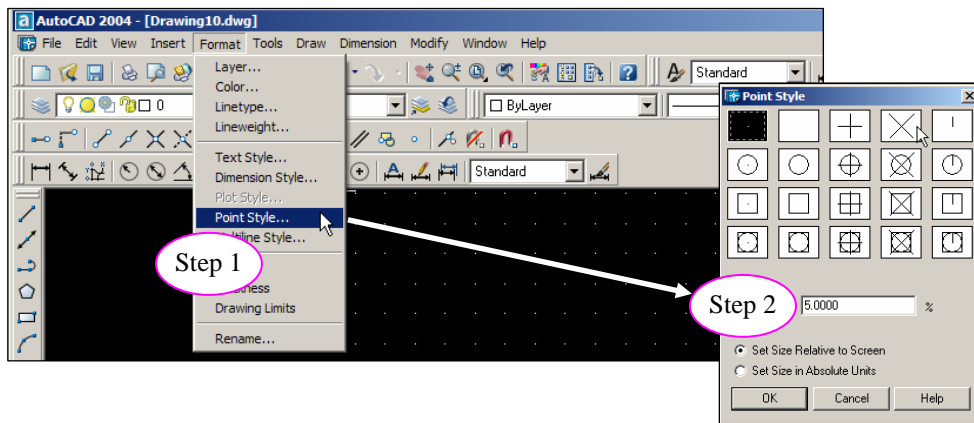 AutoCAD 2004 - [Drawing10.dwg]
File Edit View Insert Format Tools Draw Dimension Modify Window Help
Standard
0
ByLayer
Standard
Layer...
Color...
Linetype...
Lineweight...
Text Style...
Dimension Style...
Plot Style...
Point Style...
Style...
Drawing Limits
Rename...
Step 1
Point Style
Step 2
5.0000 %
Set Size Relative to Screen
Set Size in Absolute Units
OK Cancel Help